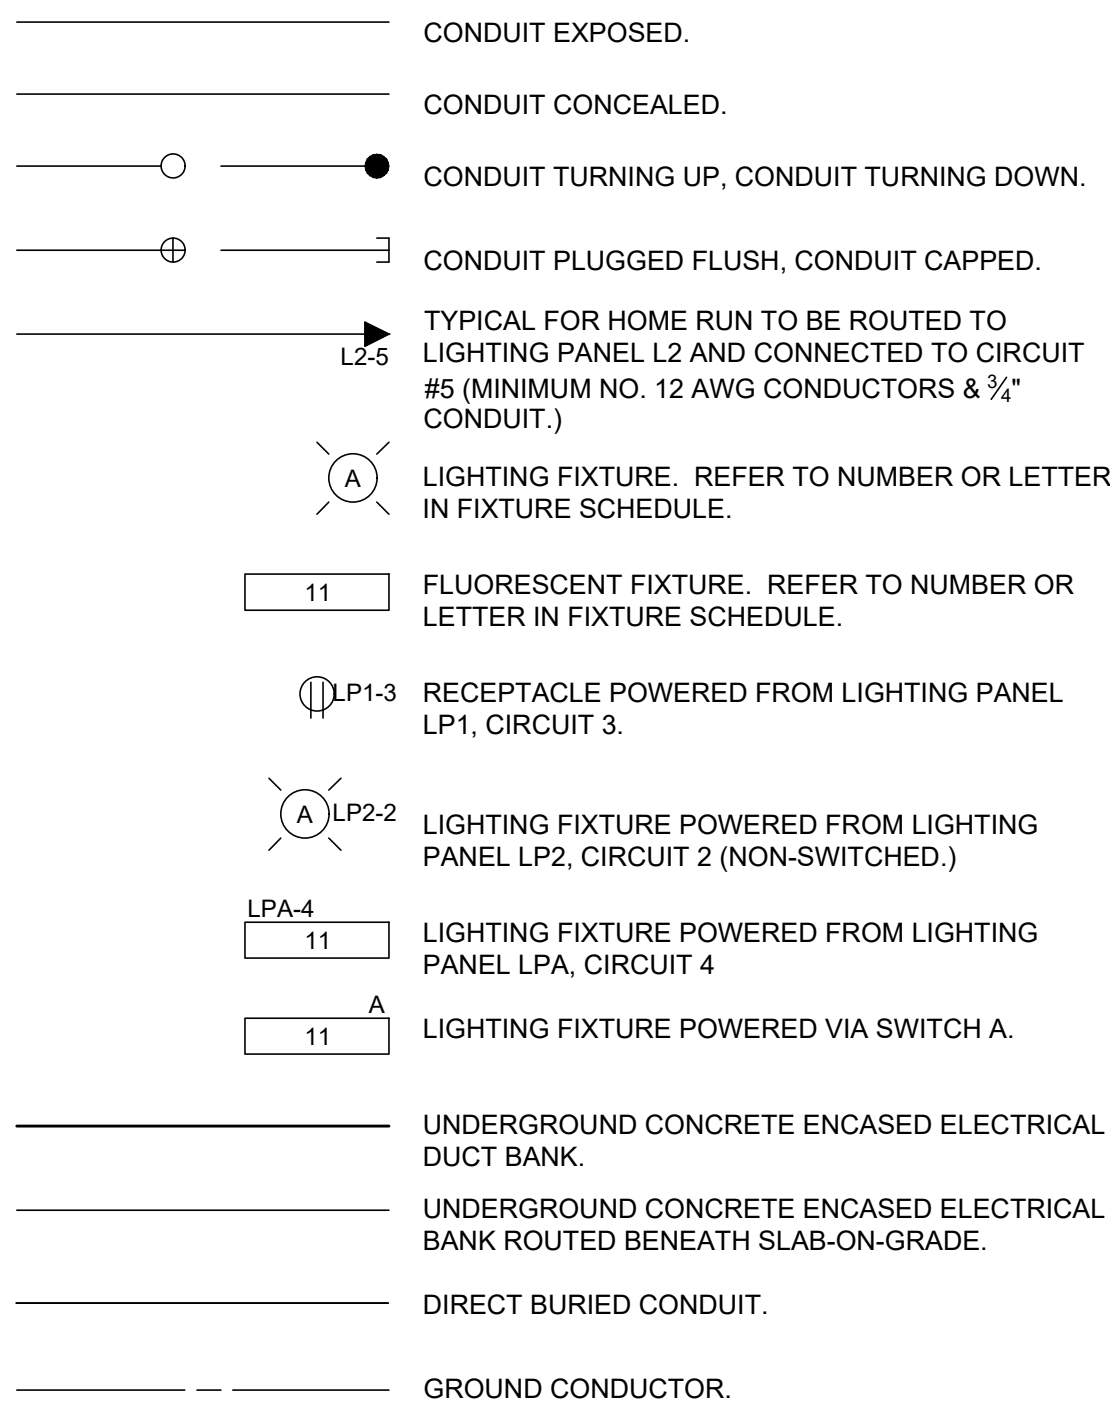 CONDUIT EXPOSED.
CONDUIT CONCEALED.
CONDUIT TURNING UP, CONDUIT TURNING DOWN.
CONDUIT PLUGGED FLUSH, CONDUIT CAPPED.
L2-5
TYPICAL FOR HOME RUN TO BE ROUTED TO
LIGHTING PANEL L2 AND CONNECTED TO CIRCUIT
#5 (MINIMUM NO. 12 AWG CONDUCTORS & ¾"
CONDUIT.)
A
LIGHTING FIXTURE.  REFER TO NUMBER OR LETTER
IN FIXTURE SCHEDULE.
11
FLUORESCENT FIXTURE.  REFER TO NUMBER OR
LETTER IN FIXTURE SCHEDULE.
LP1-3
RECEPTACLE POWERED FROM LIGHTING PANEL
LP1, CIRCUIT 3.
A
LP2-2
LIGHTING FIXTURE POWERED FROM LIGHTING
PANEL LP2, CIRCUIT 2 (NON-SWITCHED.)
LPA-4
11
LIGHTING FIXTURE POWERED FROM LIGHTING
PANEL LPA, CIRCUIT 4
A
11
LIGHTING FIXTURE POWERED VIA SWITCH A.
UNDERGROUND CONCRETE ENCASED ELECTRICAL
DUCT BANK.
UNDERGROUND CONCRETE ENCASED ELECTRICAL
BANK ROUTED BENEATH SLAB-ON-GRADE.
DIRECT BURIED CONDUIT.
GROUND CONDUCTOR.